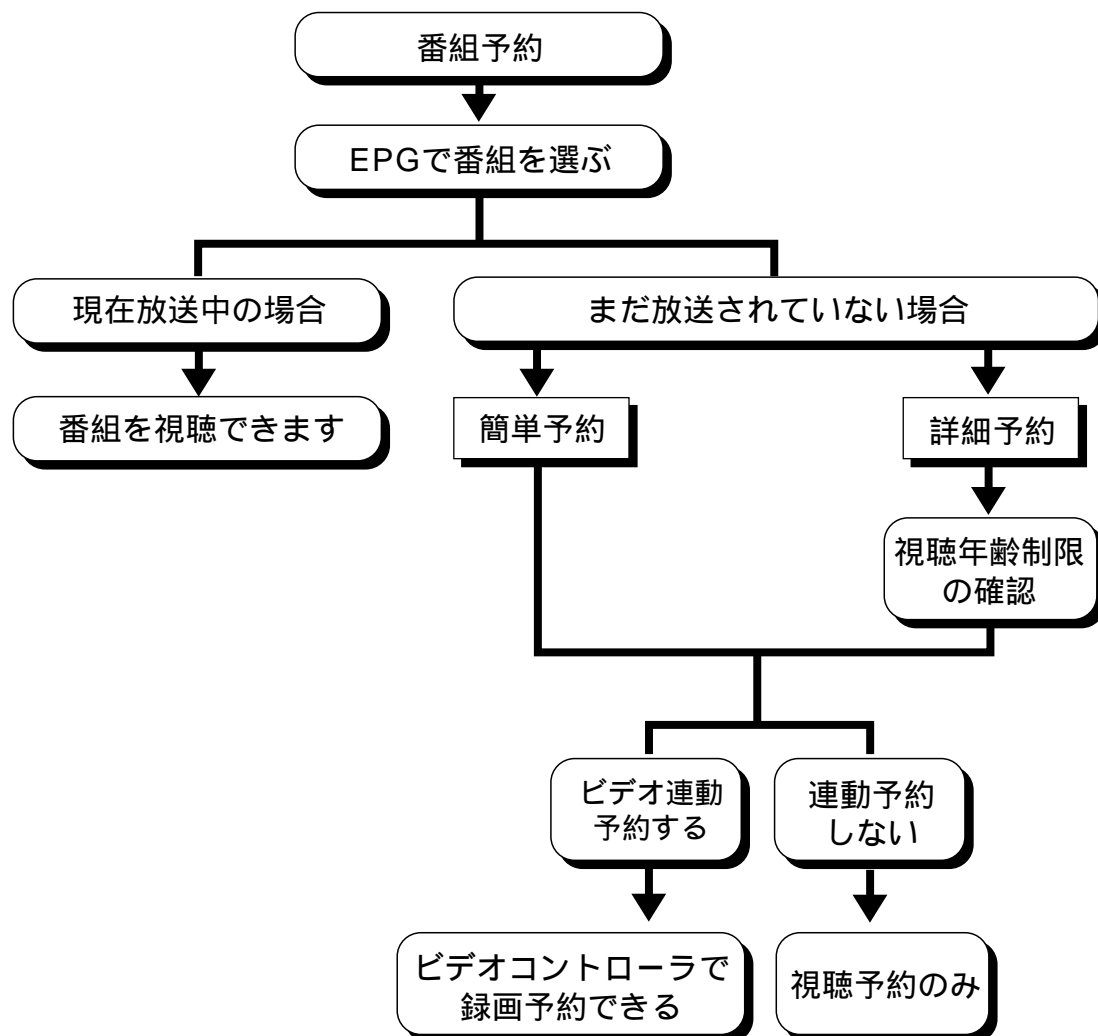 番組予約
EPGで番組を選ぶ
現在放送中の場合
まだ放送されていない場合
番組を視聴できます
簡単予約
詳細予約
視聴年齢制限
の確認
ビデオ連動
予約する
連動予約
しない
ビデオコントローラで
録画予約できる
視聴予約のみ